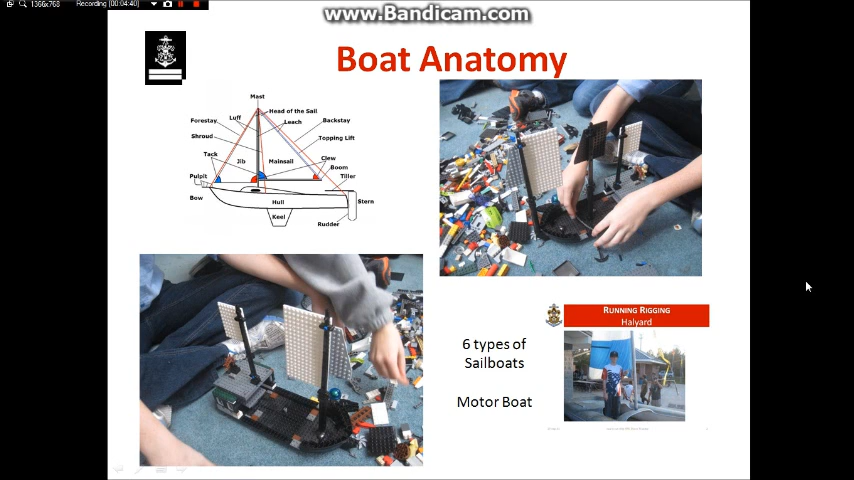 1366x768
Recording [00:04:40]
www.Bandicam.com
Boat Anatomy
Mast
Head of the Sail
Luff
Leach
Forestay
Backstay
Shroud
Topping Lift
Tack
Jib
Mainsail
Clew
Boom
Pulpit
Tiller
Bow
Hull
Stern
Keel
Rudder
6 types of
Sailboats
Motor Boat
RUNNING RIGGING
Halyard